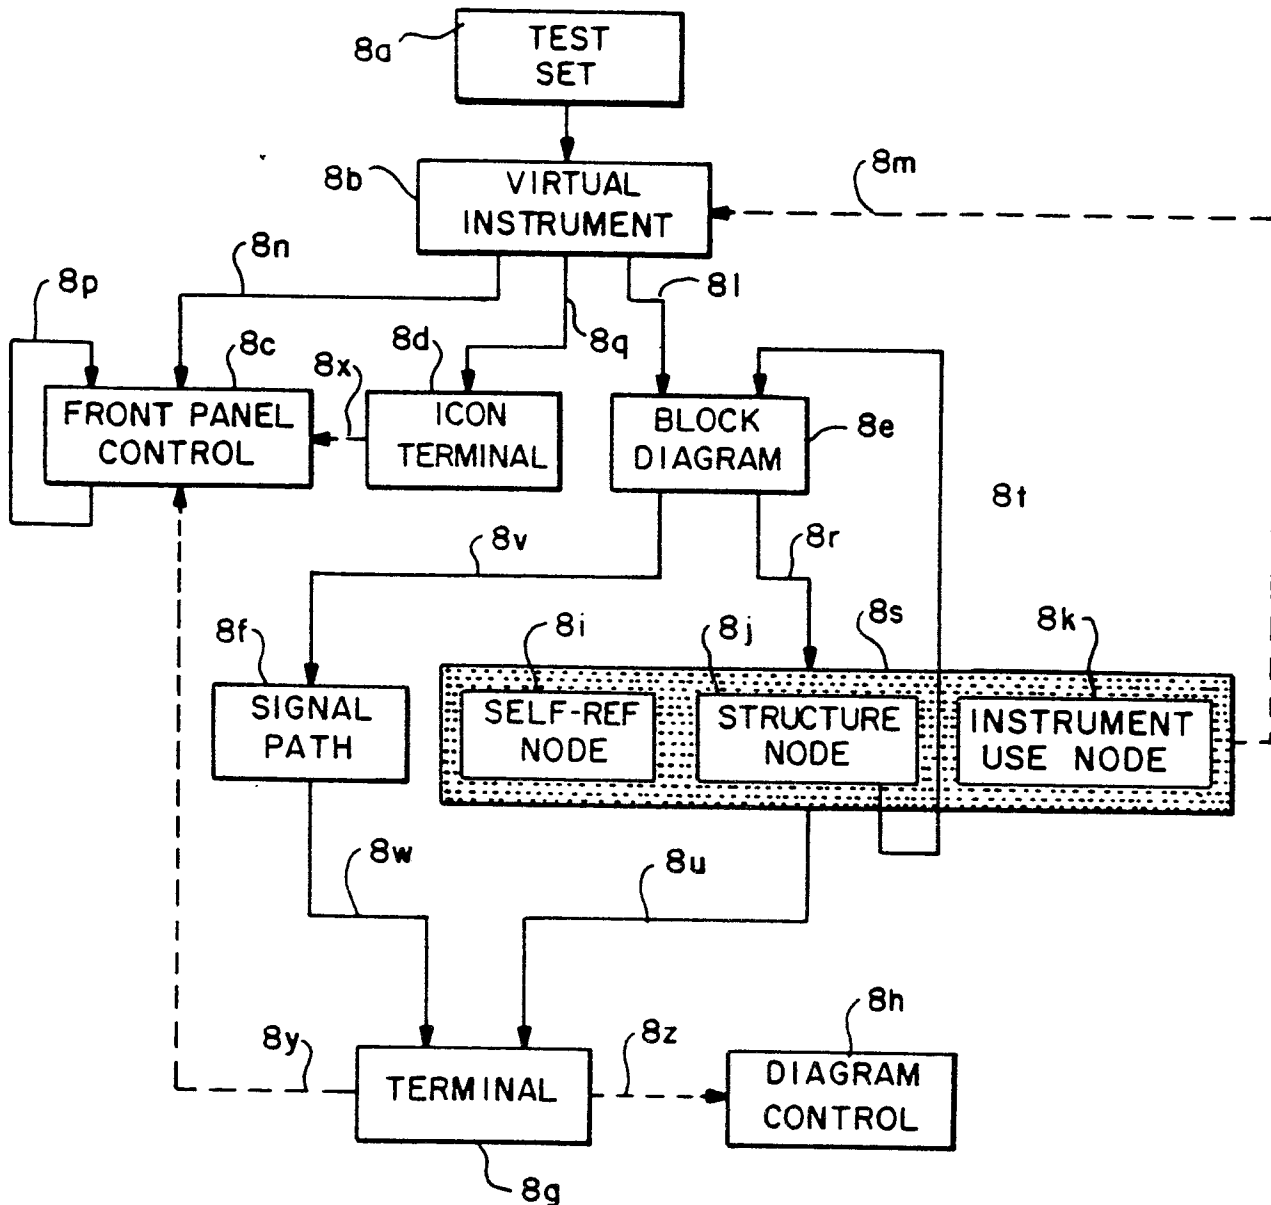 8a
TEST
SET
8b
VIRTUAL
INSTRUMENT
8m
8n
8l
8p
8q
8c
8x
8d
FRONT PANEL
CONTROL
ICON
TERMINAL
BLOCK
DIAGRAM
8e
8t
8v
8r
8f
8i
8j
8s
8k
SIGNAL
PATH
SELF-REF
NODE
STRUCTURE
NODE
INSTRUMENT
USE NODE
8w
8u
8y
8z
8h
TERMINAL
DIAGRAM
CONTROL
8g